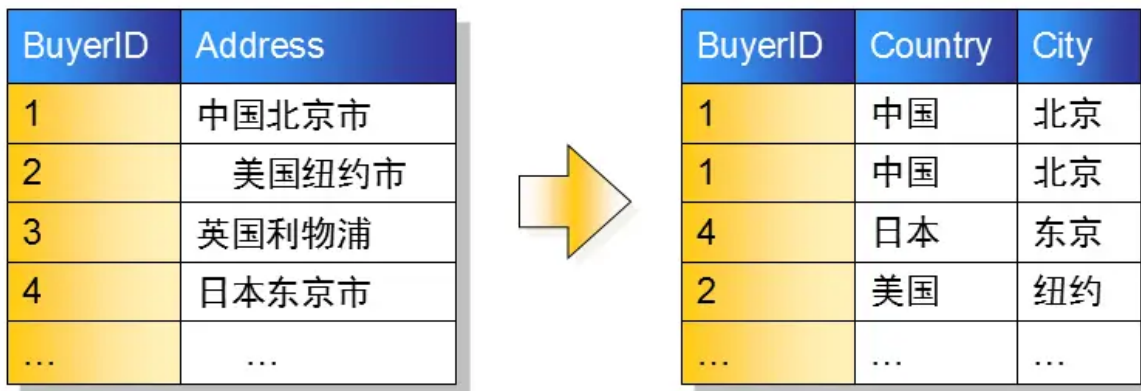 BuyerID Address
1 中国北京市
2 美国纽约市
3 英国利物浦
4 日本东京市
… …
BuyerID Country City
1 中国 北京
1 中国 北京
4 日本 东京
2 美国 纽约
… … …